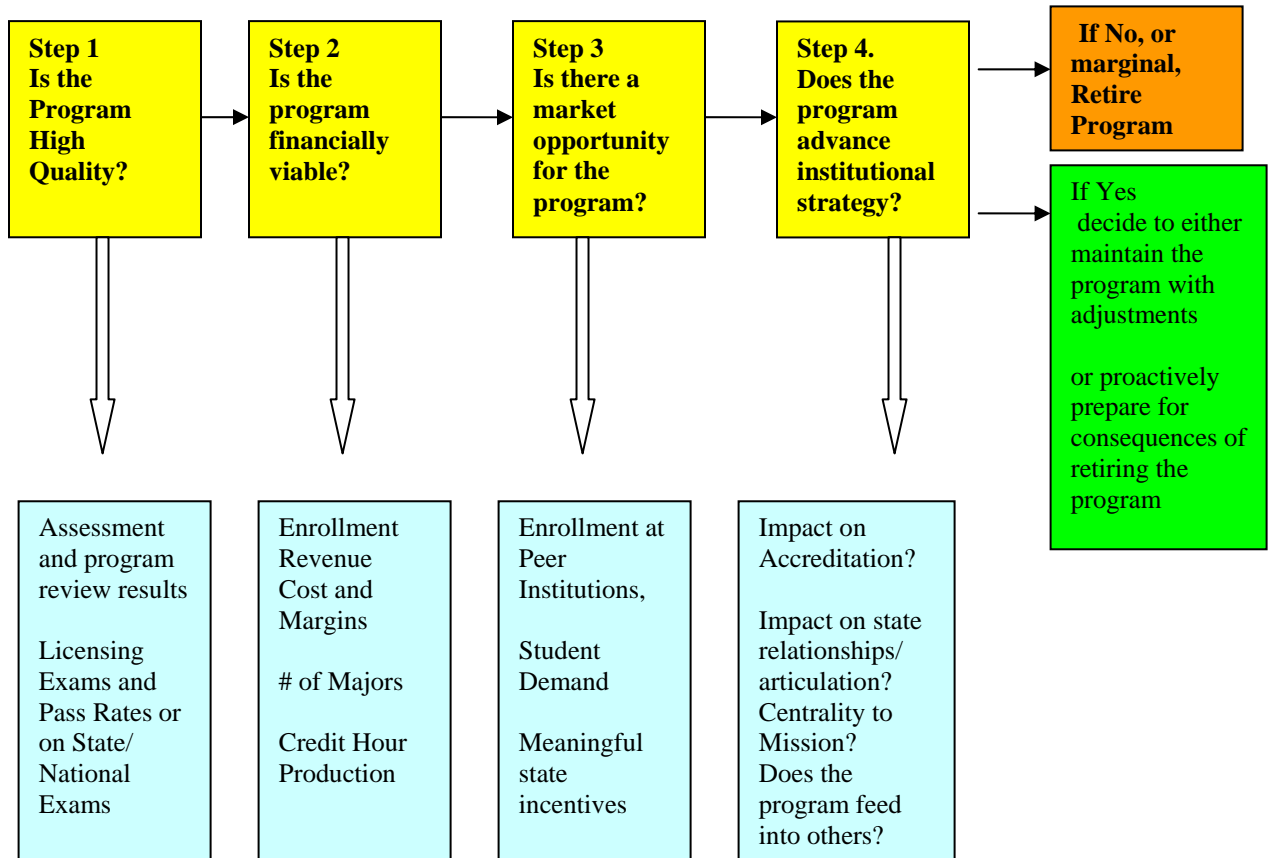 Step 1
Is the
Program
High
Quality?
Step 2
Is the
program
financially
viable?
Step 3
Is there a
market
opportunity
for the
program?
Step 4.
Does the
program
advance
institutional
strategy?
If No, or
marginal,
Retire
Program
If Yes
decide to either
maintain the
program with
adjustments
or proactively
prepare for
consequences of
retiring the
program
Assessment
and program
review results
Licensing
Exams and
Pass Rates or
on State/
National
Exams
Enrollment
Revenue
Cost and
Margins
# of Majors
Credit Hour
Production
Enrollment at
Peer
Institutions,
Student
Demand
Meaningful
state
incentives
Impact on
Accreditation?
Impact on state
relationships/
articulation?
Centrality to
Mission?
Does the
program feed
into others?